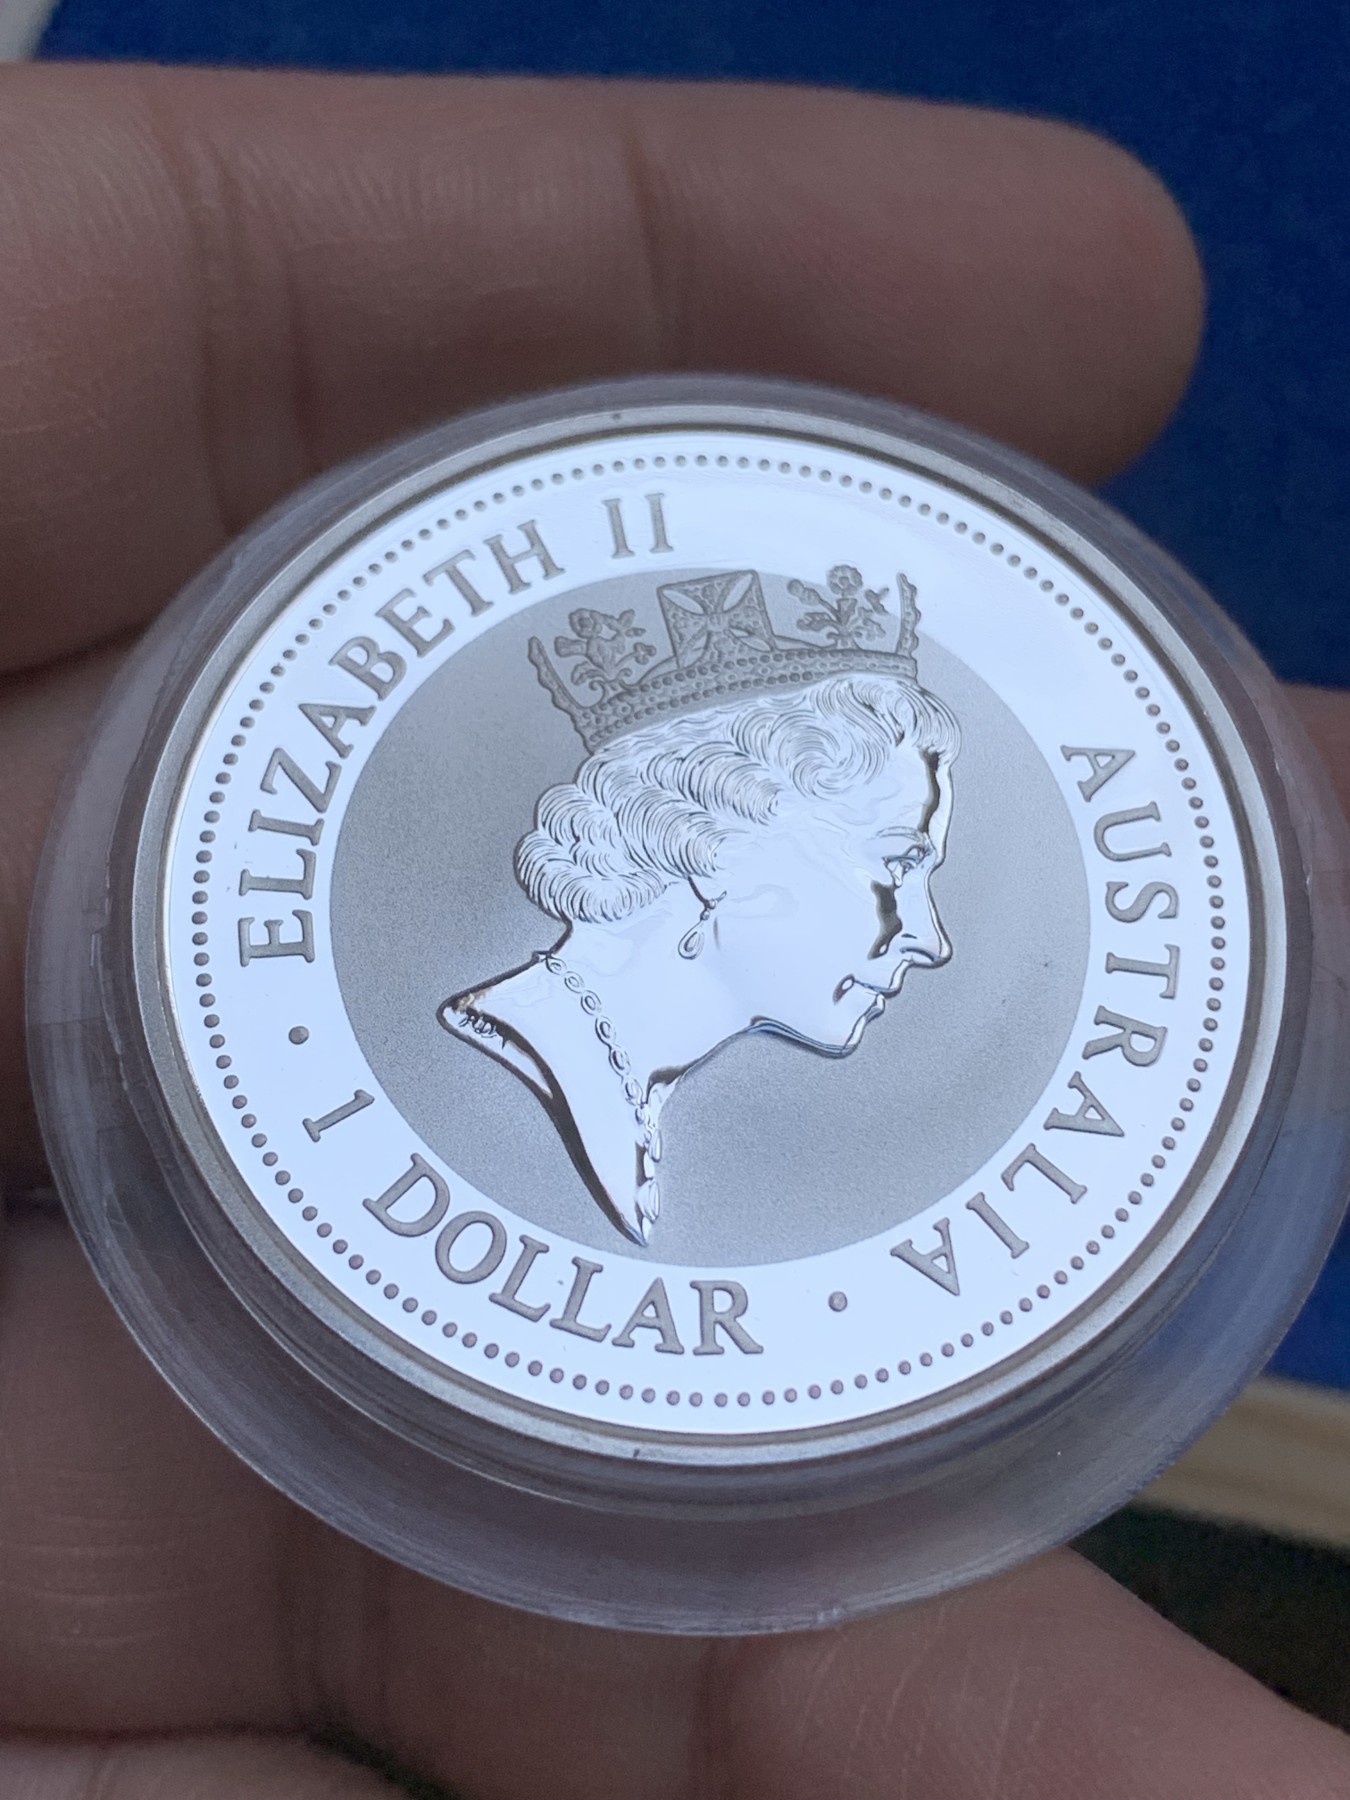 ELIZABETH II
AUSTRALIA
• 1 DOLLAR •